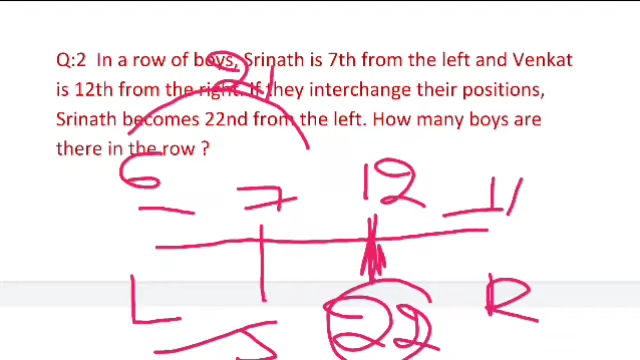 Q:2 In a row of boys, Srinath is 7th from the left and Venkat
is 12th from the right. If they interchange their positions,
Srinath becomes 22nd from the left. How many boys are
there in the row ?
21
6 7 12 11
L R
S 22